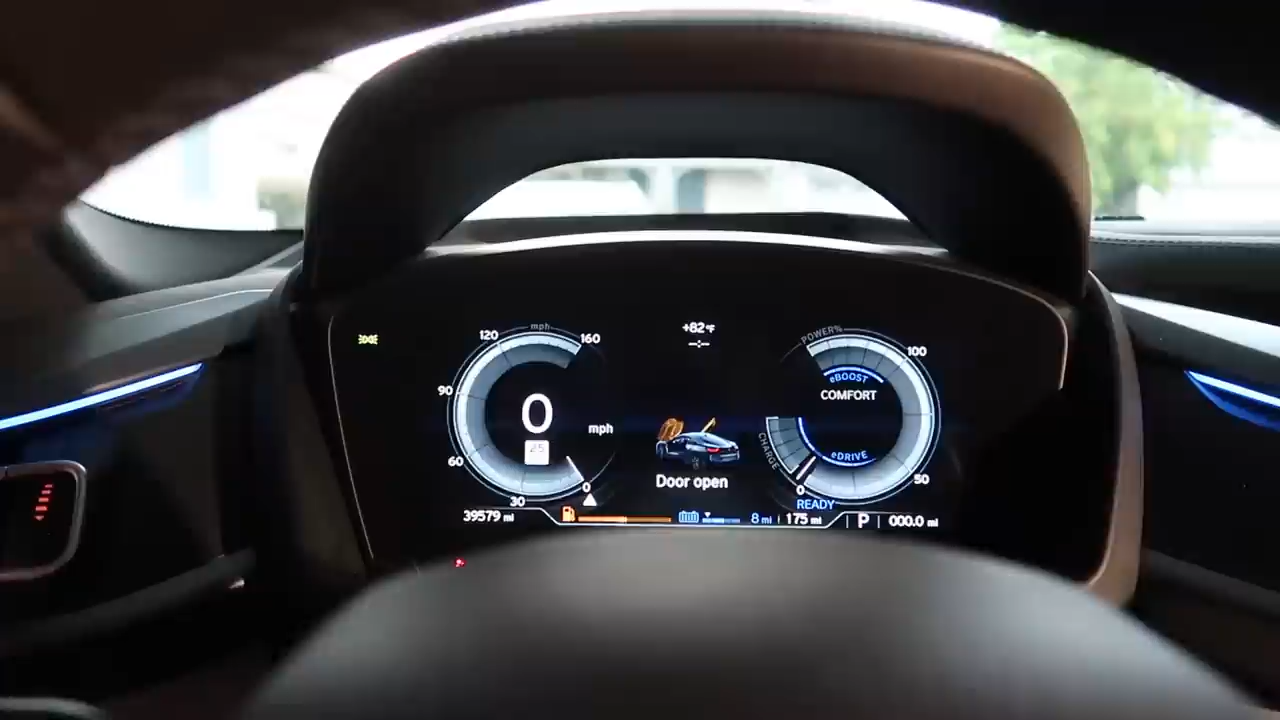 mph
120
160
90
0
25
mph
60
0
30
39579 mi
+82°F
--:--
Door open
POWER%
100
eBOOST
COMFORT
CHARGE
eDRIVE
50
0
READY
8 mi
175 mi
P
000.0 mi